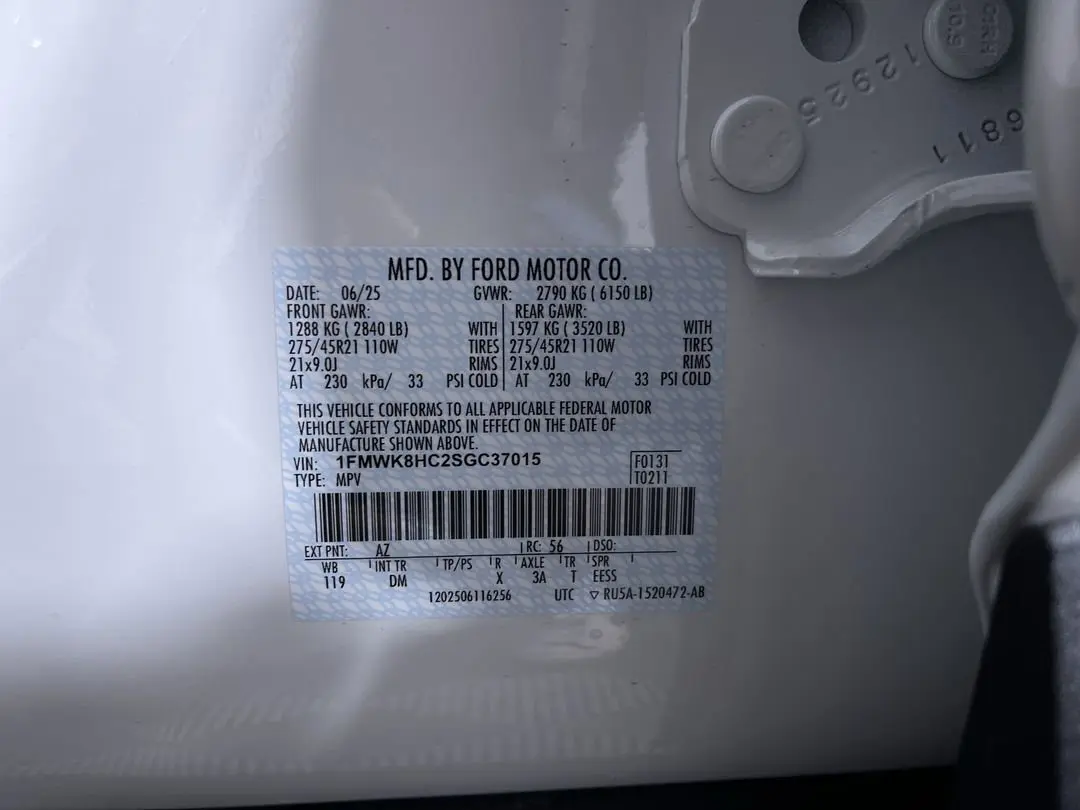 CRH
10.9
12925
6811
MFD. BY FORD MOTOR CO.
DATE: 06/25 GVWR: 2790 KG ( 6150 LB)
FRONT GAWR: REAR GAWR:
1288 KG ( 2840 LB) WITH 1597 KG ( 3520 LB) WITH
275/45R21 110W TIRES 275/45R21 110W TIRES
21x9.0J RIMS 21x9.0J RIMS
AT 230 kPa/ 33 PSI COLD AT 230 kPa/ 33 PSI COLD
THIS VEHICLE CONFORMS TO ALL APPLICABLE FEDERAL MOTOR
VEHICLE SAFETY STANDARDS IN EFFECT ON THE DATE OF
MANUFACTURE SHOWN ABOVE.
VIN: 1FMWK8HC2SGC37015 F0131
TYPE: MPV T0211
EXT PNT: AZ RC: 56 DSO:
WB INT TR TP/PS R AXLE TR SPR
119 DM X 3A T EESS
1202506116256 UTC ▽ RU5A-1520472-AB